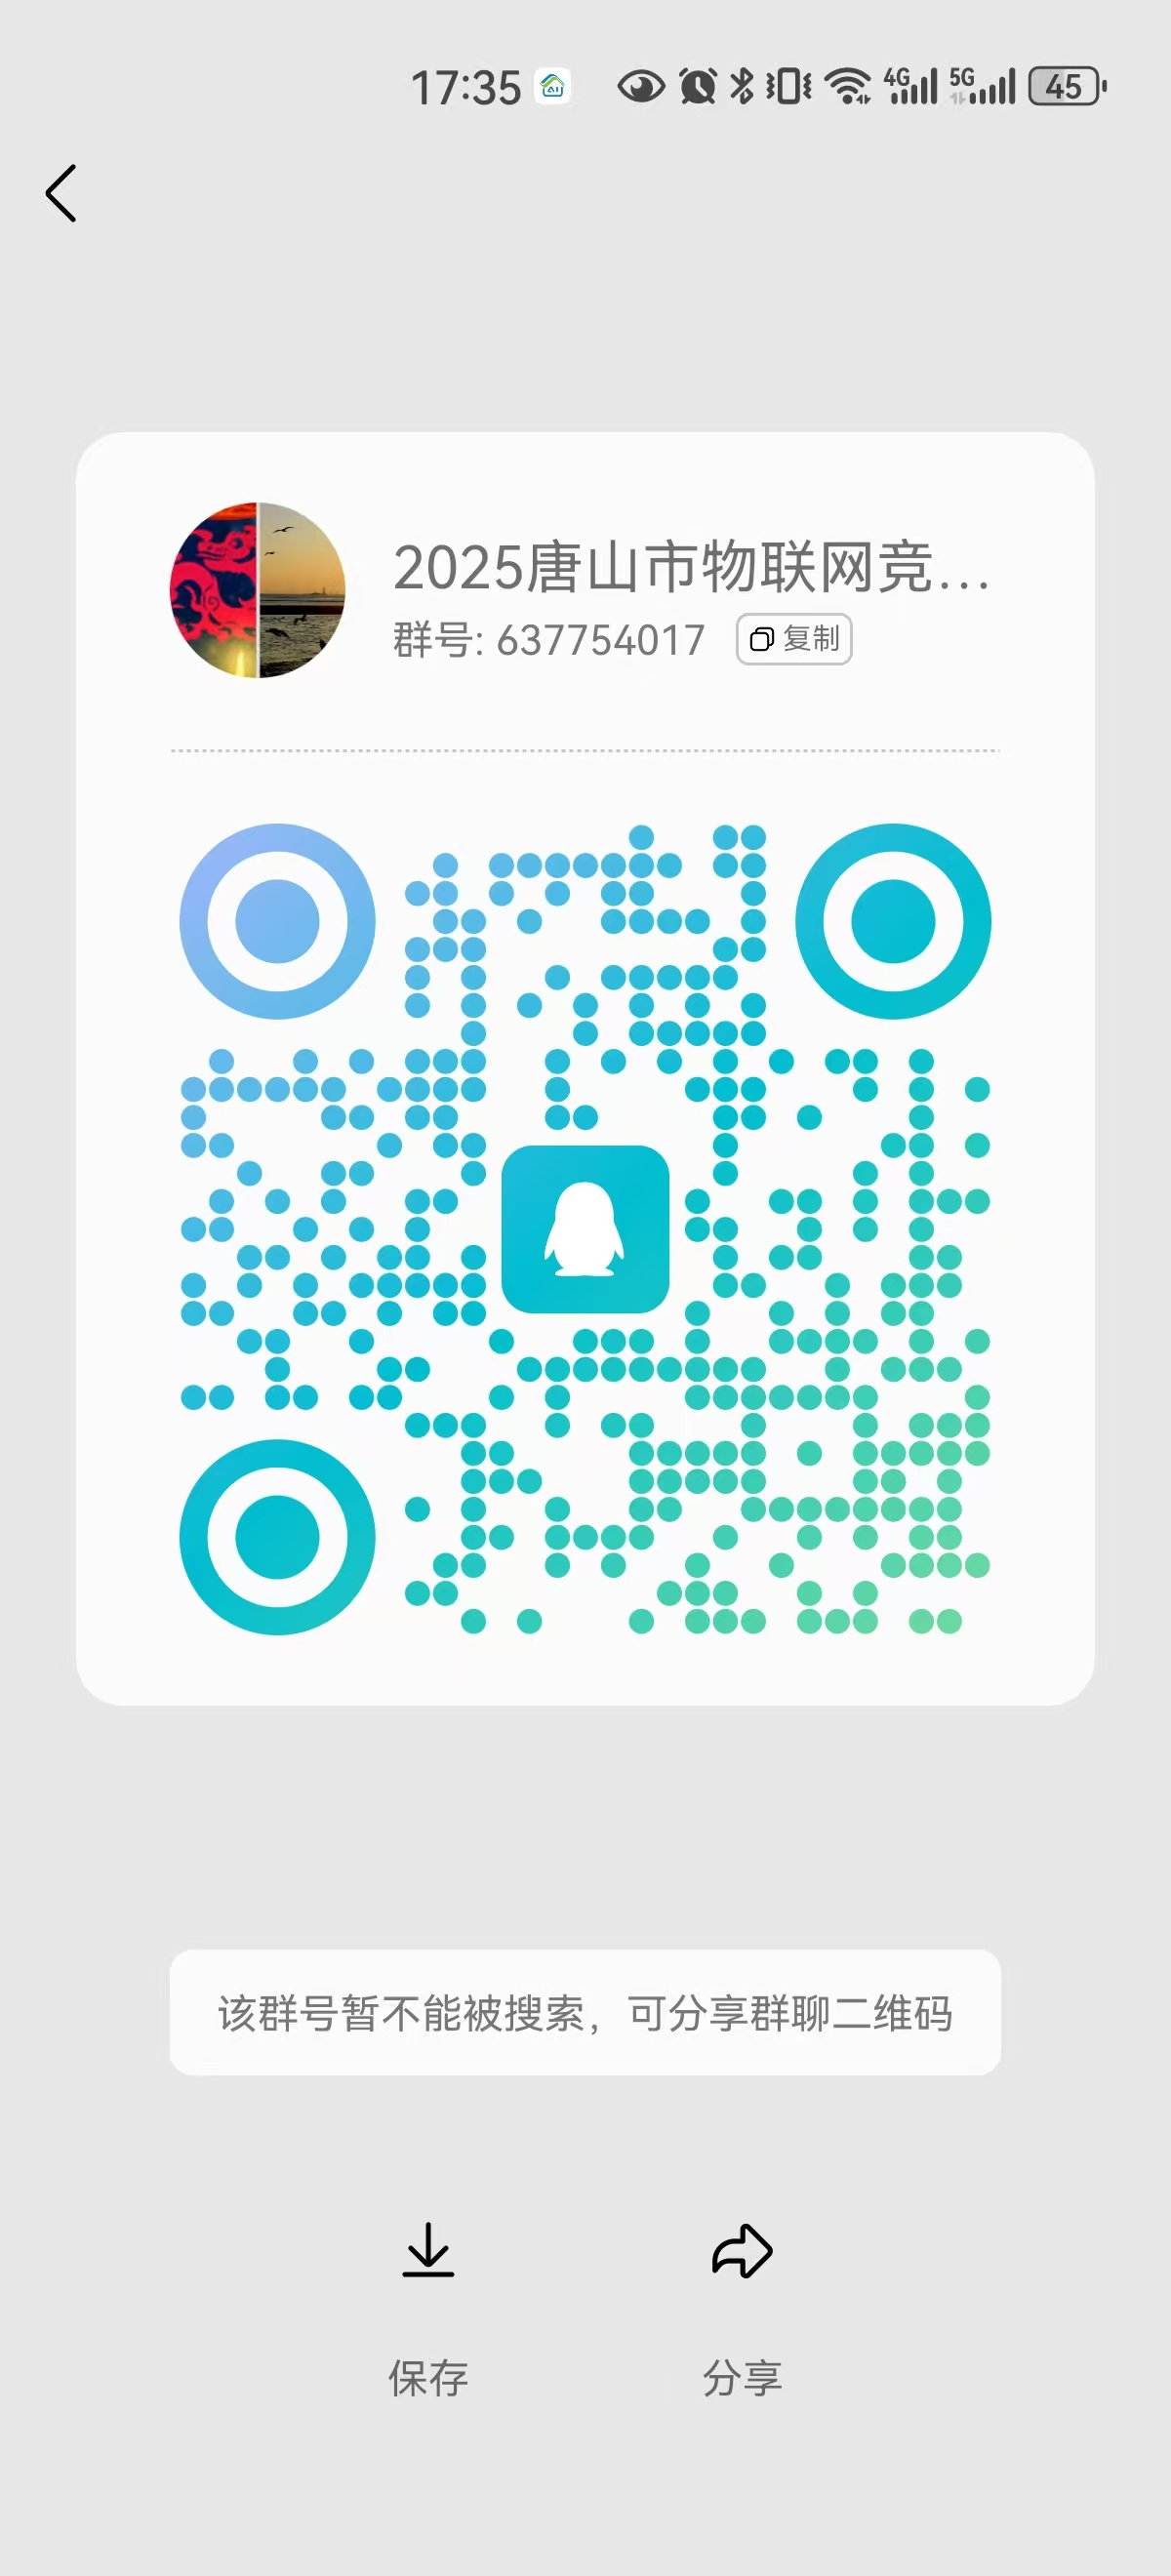 17:35
4G 5G 45
2025唐山市物联网竞...
群号: 637754017 复制
该群号暂不能被搜索，可分享群聊二维码
保存 分享